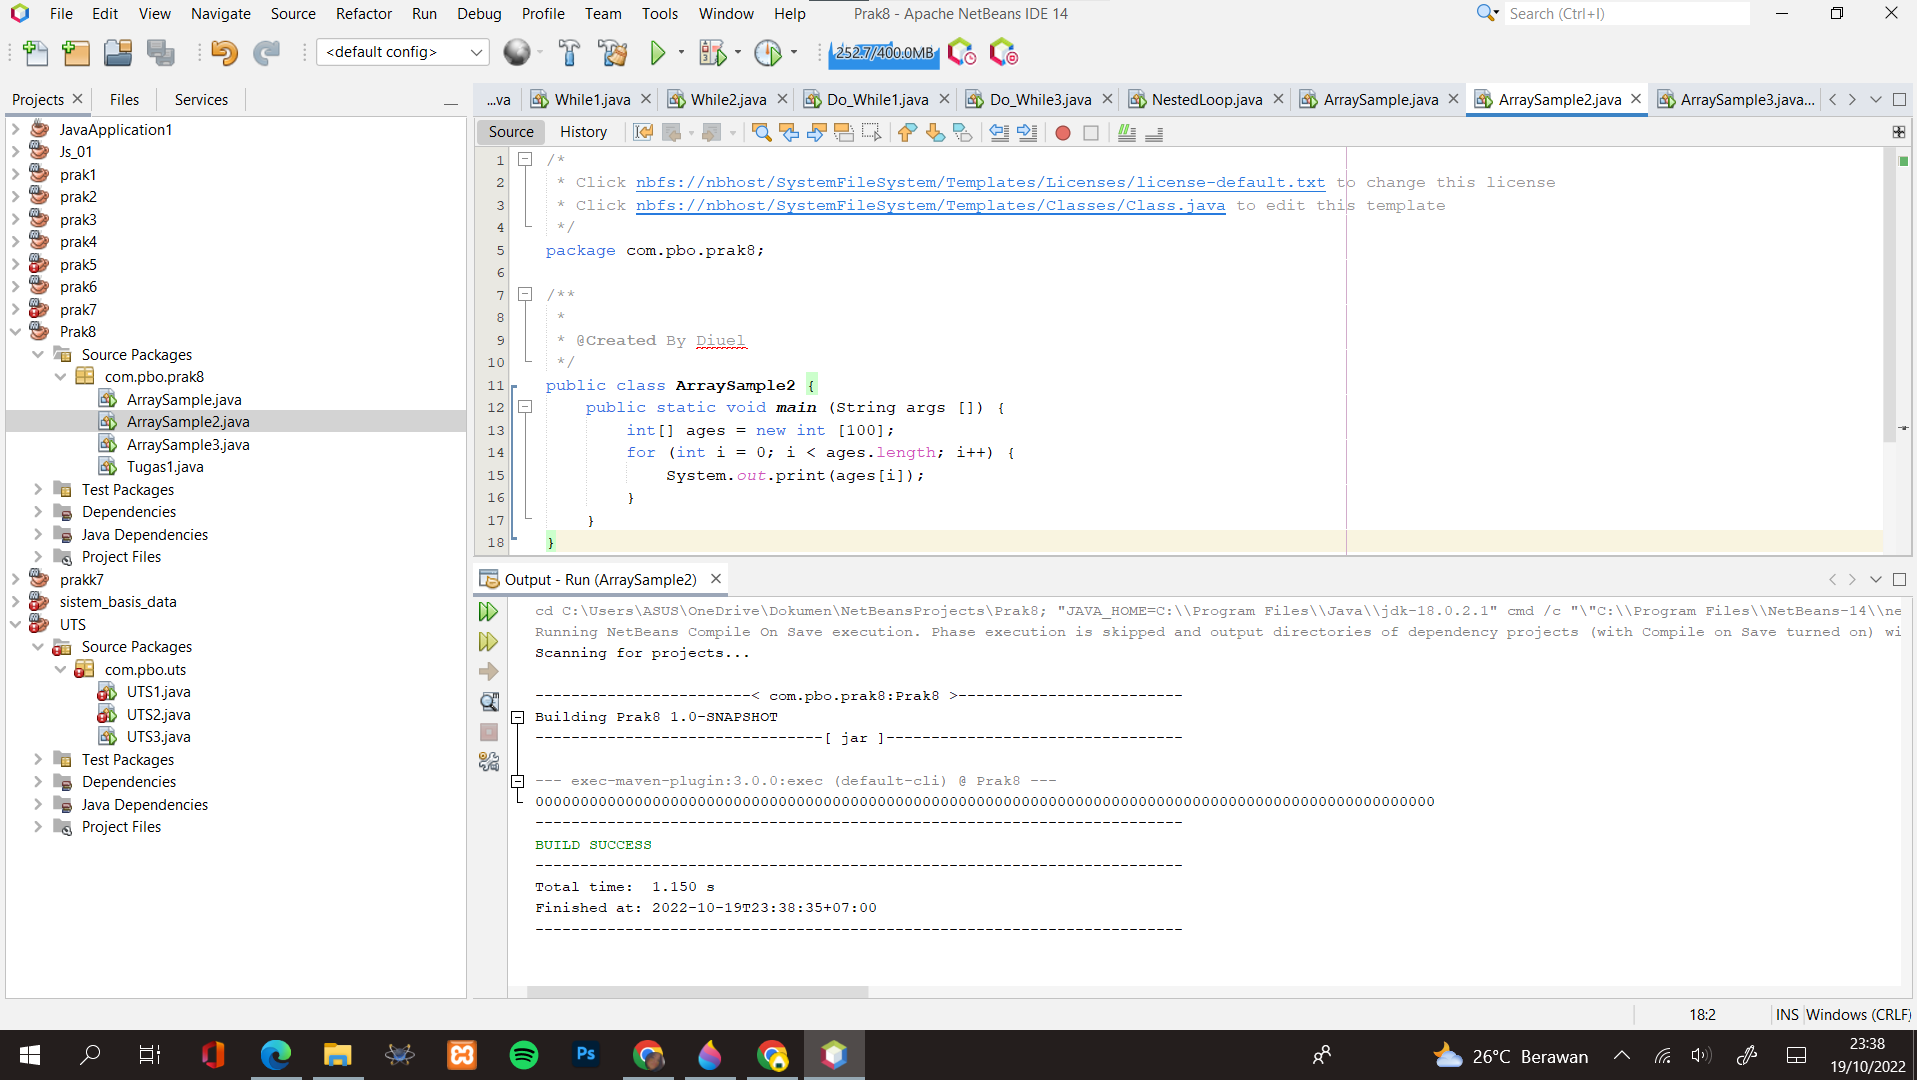 File Edit View Navigate Source Refactor Run Debug Profile Team Tools Window Help Prak8 - Apache NetBeans IDE 14 Search (Ctrl+I)
<default config> 252.7/400.0MB
Projects Files Services
...va While1.java While2.java Do_While1.java Do_While3.java NestedLoop.java ArraySample.java ArraySample2.java ArraySample3.java...
Source History
JavaApplication1
Js_01
prak1
prak2
prak3
prak4
prak5
prak6
prak7
Prak8
Source Packages
com.pbo.prak8
ArraySample.java
ArraySample2.java
ArraySample3.java
Tugas1.java
Test Packages
Dependencies
Java Dependencies
Project Files
prakk7
sistem_basis_data
UTS
Source Packages
com.pbo.uts
UTS1.java
UTS2.java
UTS3.java
Test Packages
Dependencies
Java Dependencies
Project Files
1 /*
2 * Click nbfs://nbhost/SystemFileSystem/Templates/Licenses/license-default.txt to change this license
3 * Click nbfs://nbhost/SystemFileSystem/Templates/Classes/Class.java to edit this template
4 */
5 package com.pbo.prak8;
6
7 /**
8 *
9 * @Created By Diuel
10 */
11 public class ArraySample2 {
12 public static void main (String args []) {
13 int[] ages = new int [100];
14 for (int i = 0; i < ages.length; i++) {
15 System.out.print(ages[i]);
16 }
17 }
18 }
Output - Run (ArraySample2)
cd C:\Users\ASUS\OneDrive\Dokumen\NetBeansProjects\Prak8; "JAVA_HOME=C:\\Program Files\\Java\\jdk-18.0.2.1" cmd /c "\"C:\\Program Files\\NetBeans-14\\ne
Running NetBeans Compile On Save execution. Phase execution is skipped and output directories of dependency projects (with Compile on Save turned on) wi
Scanning for projects...
------------------------< com.pbo.prak8:Prak8 >-------------------------
Building Prak8 1.0-SNAPSHOT
--------------------------------[ jar ]---------------------------------
--- exec-maven-plugin:3.0.0:exec (default-cli) @ Prak8 ---
0000000000000000000000000000000000000000000000000000000000000000000000000000000000000000000000000000
------------------------------------------------------------------------
BUILD SUCCESS
------------------------------------------------------------------------
Total time: 1.150 s
Finished at: 2022-10-19T23:38:35+07:00
------------------------------------------------------------------------
18:2 INS Windows (CRLF)
Ps
26°C Berawan
23:38
19/10/2022